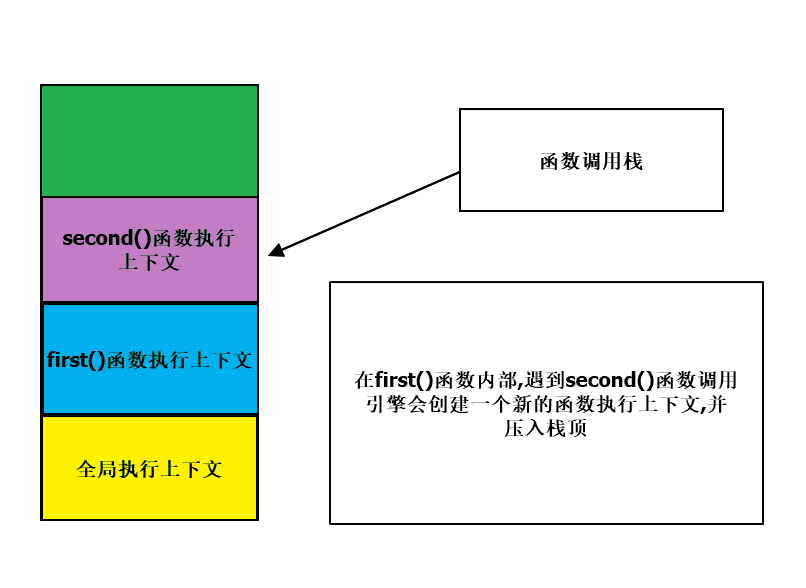 函数调用栈
second()函数执行
上下文
first()函数执行上下文
在first()函数内部,遇到second()函数调用
引擎会创建一个新的函数执行上下文,并
压入栈顶
全局执行上下文